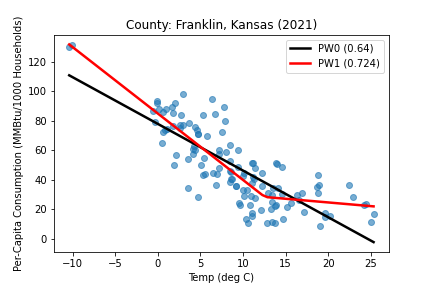 County: Franklin, Kansas (2021)
Per-Capita Consumption (MMBtu/1000 Households)
120
100
80
60
40
20
0
PW0 (0.64)
PW1 (0.724)
−10 −5 0 5 10 15 20 25
Temp (deg C)